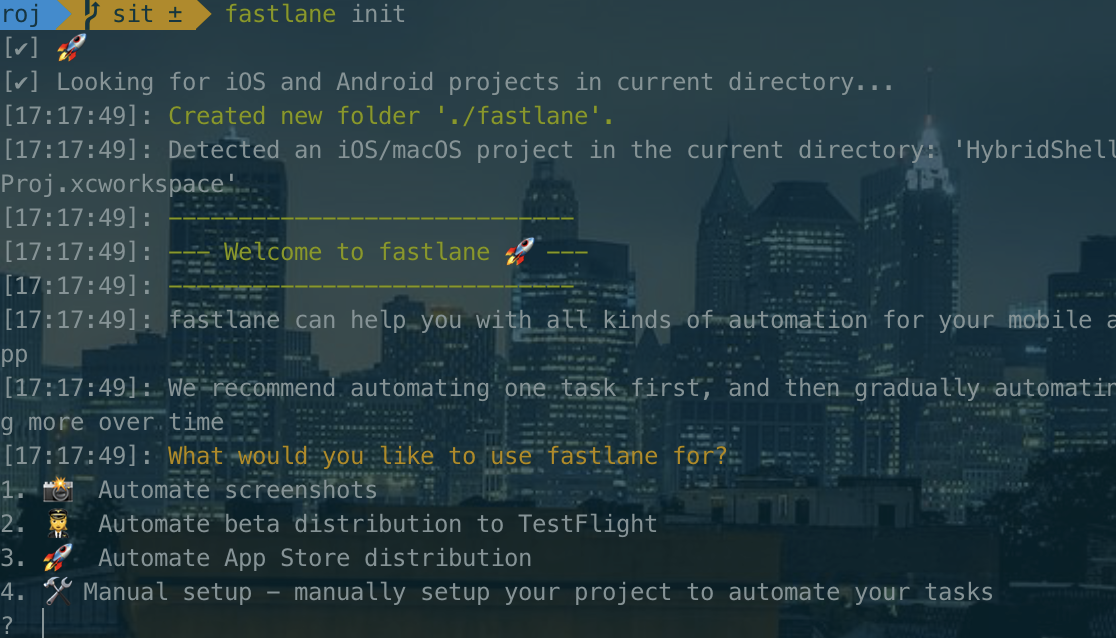 roj sit ± fastlane init
[✔] 🚀
[✔] Looking for iOS and Android projects in current directory...
[17:17:49]: Created new folder './fastlane'.
[17:17:49]: Detected an iOS/macOS project in the current directory: 'HybridShell
Proj.xcworkspace'
[17:17:49]: -----------------------------
[17:17:49]: --- Welcome to fastlane 🚀 ---
[17:17:49]: -----------------------------
[17:17:49]: fastlane can help you with all kinds of automation for your mobile a
pp
[17:17:49]: We recommend automating one task first, and then gradually automatin
g more over time
[17:17:49]: What would you like to use fastlane for?
1. 📸 Automate screenshots
2. 👩‍✈️ Automate beta distribution to TestFlight
3. 🚀 Automate App Store distribution
4. 🛠 Manual setup - manually setup your project to automate your tasks
?